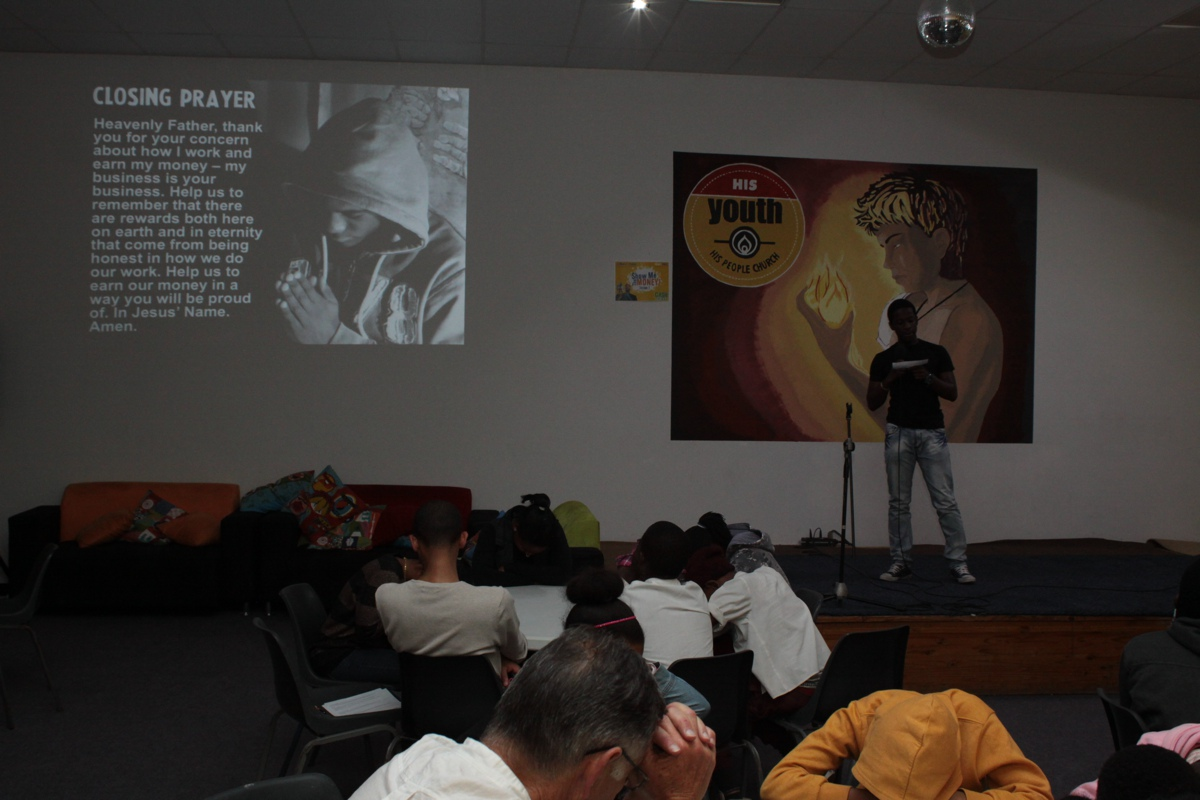 CLOSING PRAYER
Heavenly Father, thank
you for your concern
about how I work and
earn my money – my
business is your
business. Help us to
remember that there
are rewards both here
on earth and in eternity
that come from being
honest in how we do
our work. Help us to
earn our money in a
way you will be proud
of. In Jesus' Name.
Amen.
HIS
youth
HIS PEOPLE CHURCH
Show Me
MONEY